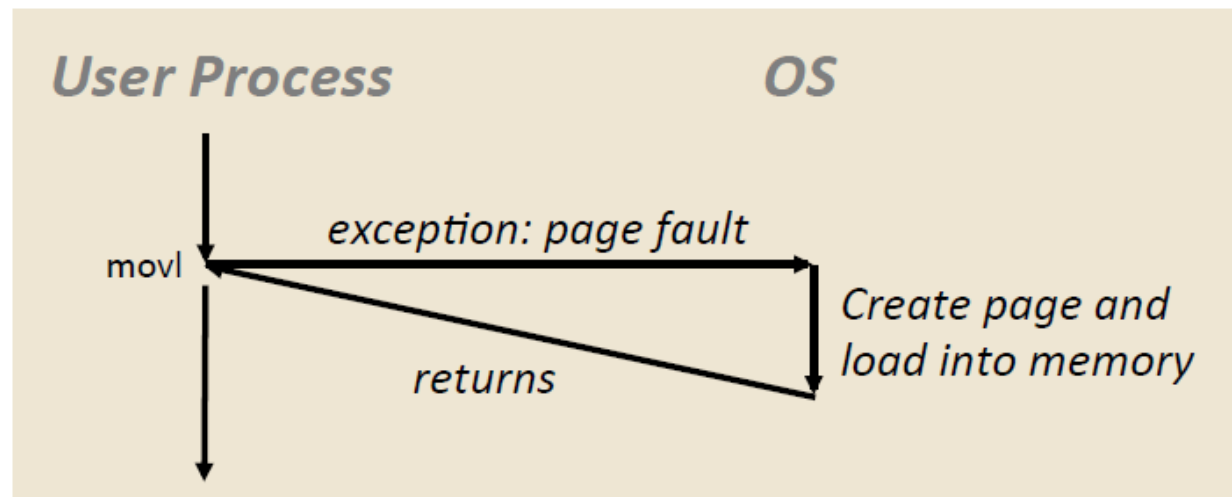 User Process
OS
exception: page fault
movl
Create page and
load into memory
returns